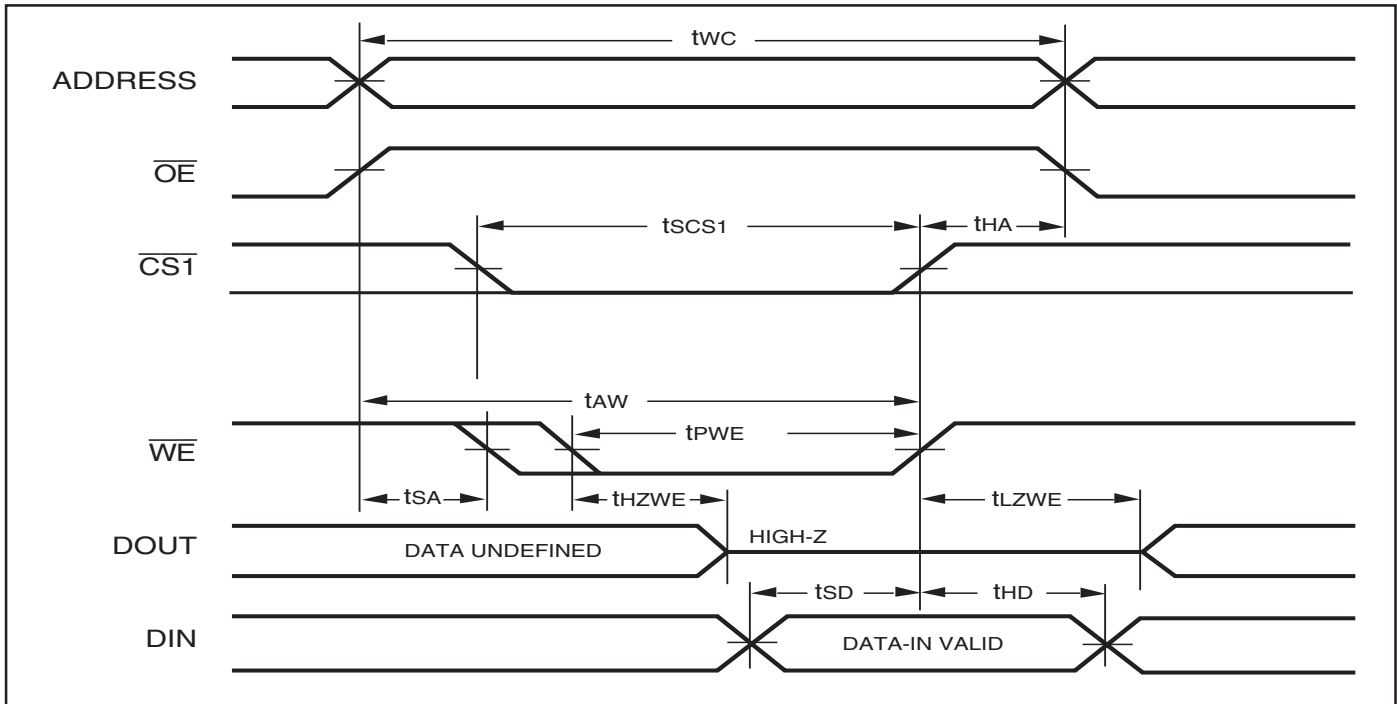 tWC
ADDRESS
OE
tSCS1
tHA
CS1
tAW
tPWE
WE
tSA
tHZWE
tLZWE
DOUT
DATA UNDEFINED
HIGH-Z
tSD
tHD
DIN
DATA-IN VALID